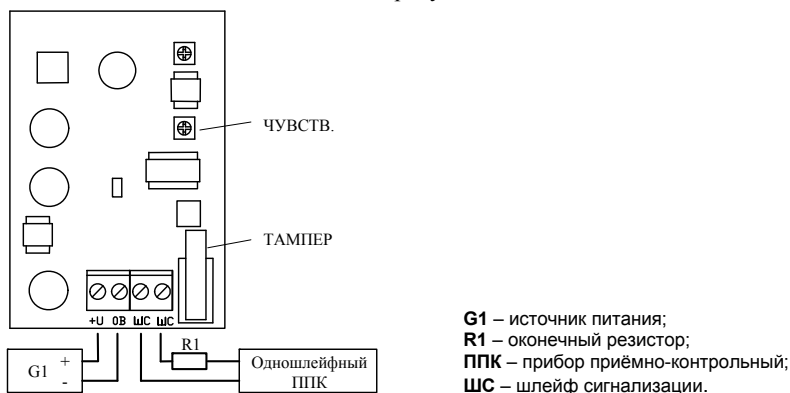 ЧУВСТВ.
ТАМПЕР
+U 0В ШС ШС
R1
G1 + -
Одношлейфный
ППК
G1 – источник питания;
R1 – оконечный резистор;
ППК – прибор приёмно-контрольный;
ШС – шлейф сигнализации.